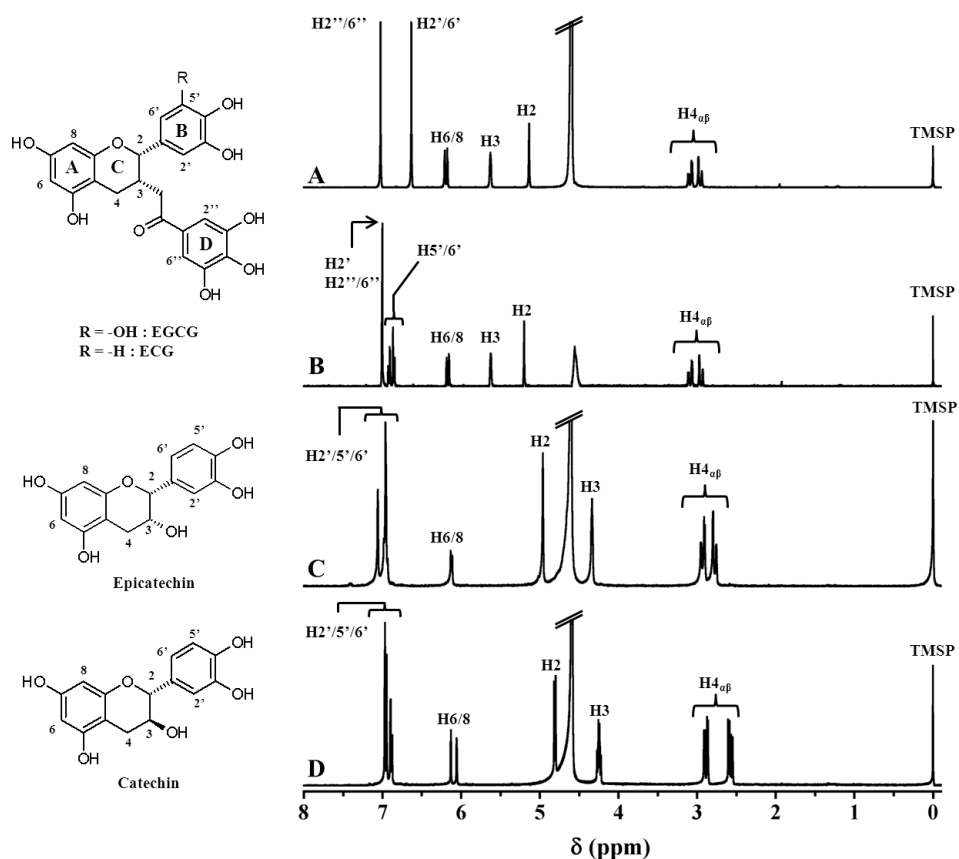 R
5'
6'
OH
B
8
2
HO
O
OH
A
C
2'
6
3
4
OH
2''
OH
O
D
6''
OH
OH
R = -OH : EGCG
R = -H : ECG
5'
6'
OH
8
2
HO
O
OH
2'
6
3
OH
4
OH
Epicatechin
5'
6'
OH
8
2
HO
O
OH
2'
6
3
OH
4
OH
Catechin
H2''/6''
H2'/6'
H6/8
H3
H2
H4αβ
TMSP
A
H2'
H2''/6''
H5'/6'
H6/8
H3
H2
H4αβ
TMSP
B
H2'/5'/6'
H6/8
H2
H3
H4αβ
TMSP
C
H2'/5'/6'
H6/8
H2
H3
H4αβ
TMSP
D
8 7 6 5 4 3 2 1 0
δ (ppm)